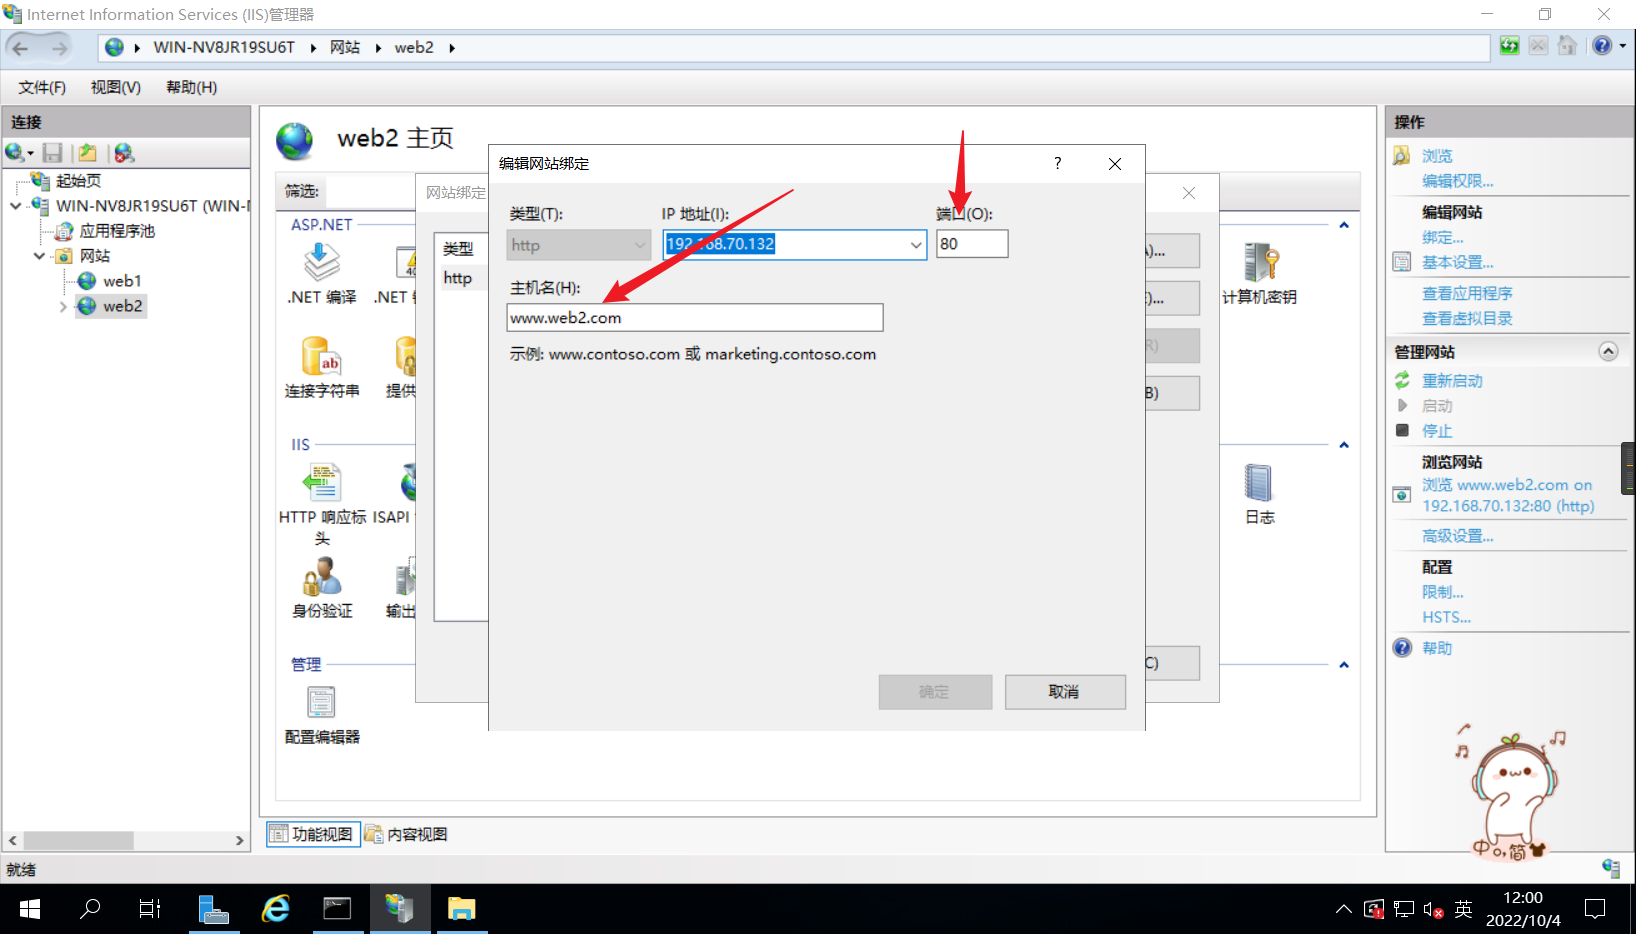 Internet Information Services (IIS)管理器
WIN-NV8JR19SU6T
网站
web2
文件(F)
视图(V)
帮助(H)
连接
起始页
WIN-NV8JR19SU6T (WIN-N
应用程序池
网站
web1
web2
web2 主页
筛选:
ASP.NET
.NET 编译
.NET
计算机密钥
连接字符串
提供
IIS
HTTP 响应标
头
ISAPI
日志
身份验证
输出
管理
配置编辑器
功能视图
内容视图
网站绑定
类型
http
)...
)...
R)
B)
C)
编辑网站绑定
?
类型(T):
IP 地址(I):
端口(O):
http
192.168.70.132
80
主机名(H):
www.web2.com
示例: www.contoso.com 或 marketing.contoso.com
确定
取消
操作
浏览
编辑权限...
编辑网站
绑定...
基本设置...
查看应用程序
查看虚拟目录
管理网站
重新启动
启动
停止
浏览网站
浏览 www.web2.com on
192.168.70.132:80 (http)
高级设置...
配置
限制...
HSTS...
帮助
中 简
就绪
英
12:00
2022/10/4